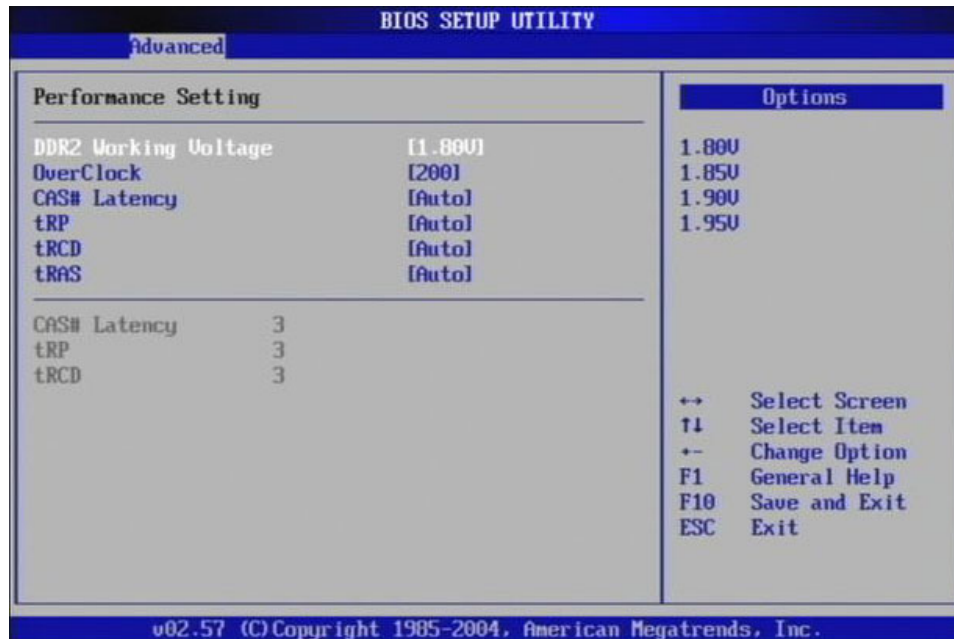 BIOS SETUP UTILITY
Advanced
Performance Setting
DDR2 Working Voltage [1.80V]
OverClock [200]
CAS# Latency [Auto]
tRP [Auto]
tRCD [Auto]
tRAS [Auto]
CAS# Latency 3
tRP 3
tRCD 3
Options
1.80V
1.85V
1.90V
1.95V
↔ Select Screen
↑↓ Select Item
+- Change Option
F1 General Help
F10 Save and Exit
ESC Exit
v02.57 (C)Copyright 1985-2004, American Megatrends, Inc.